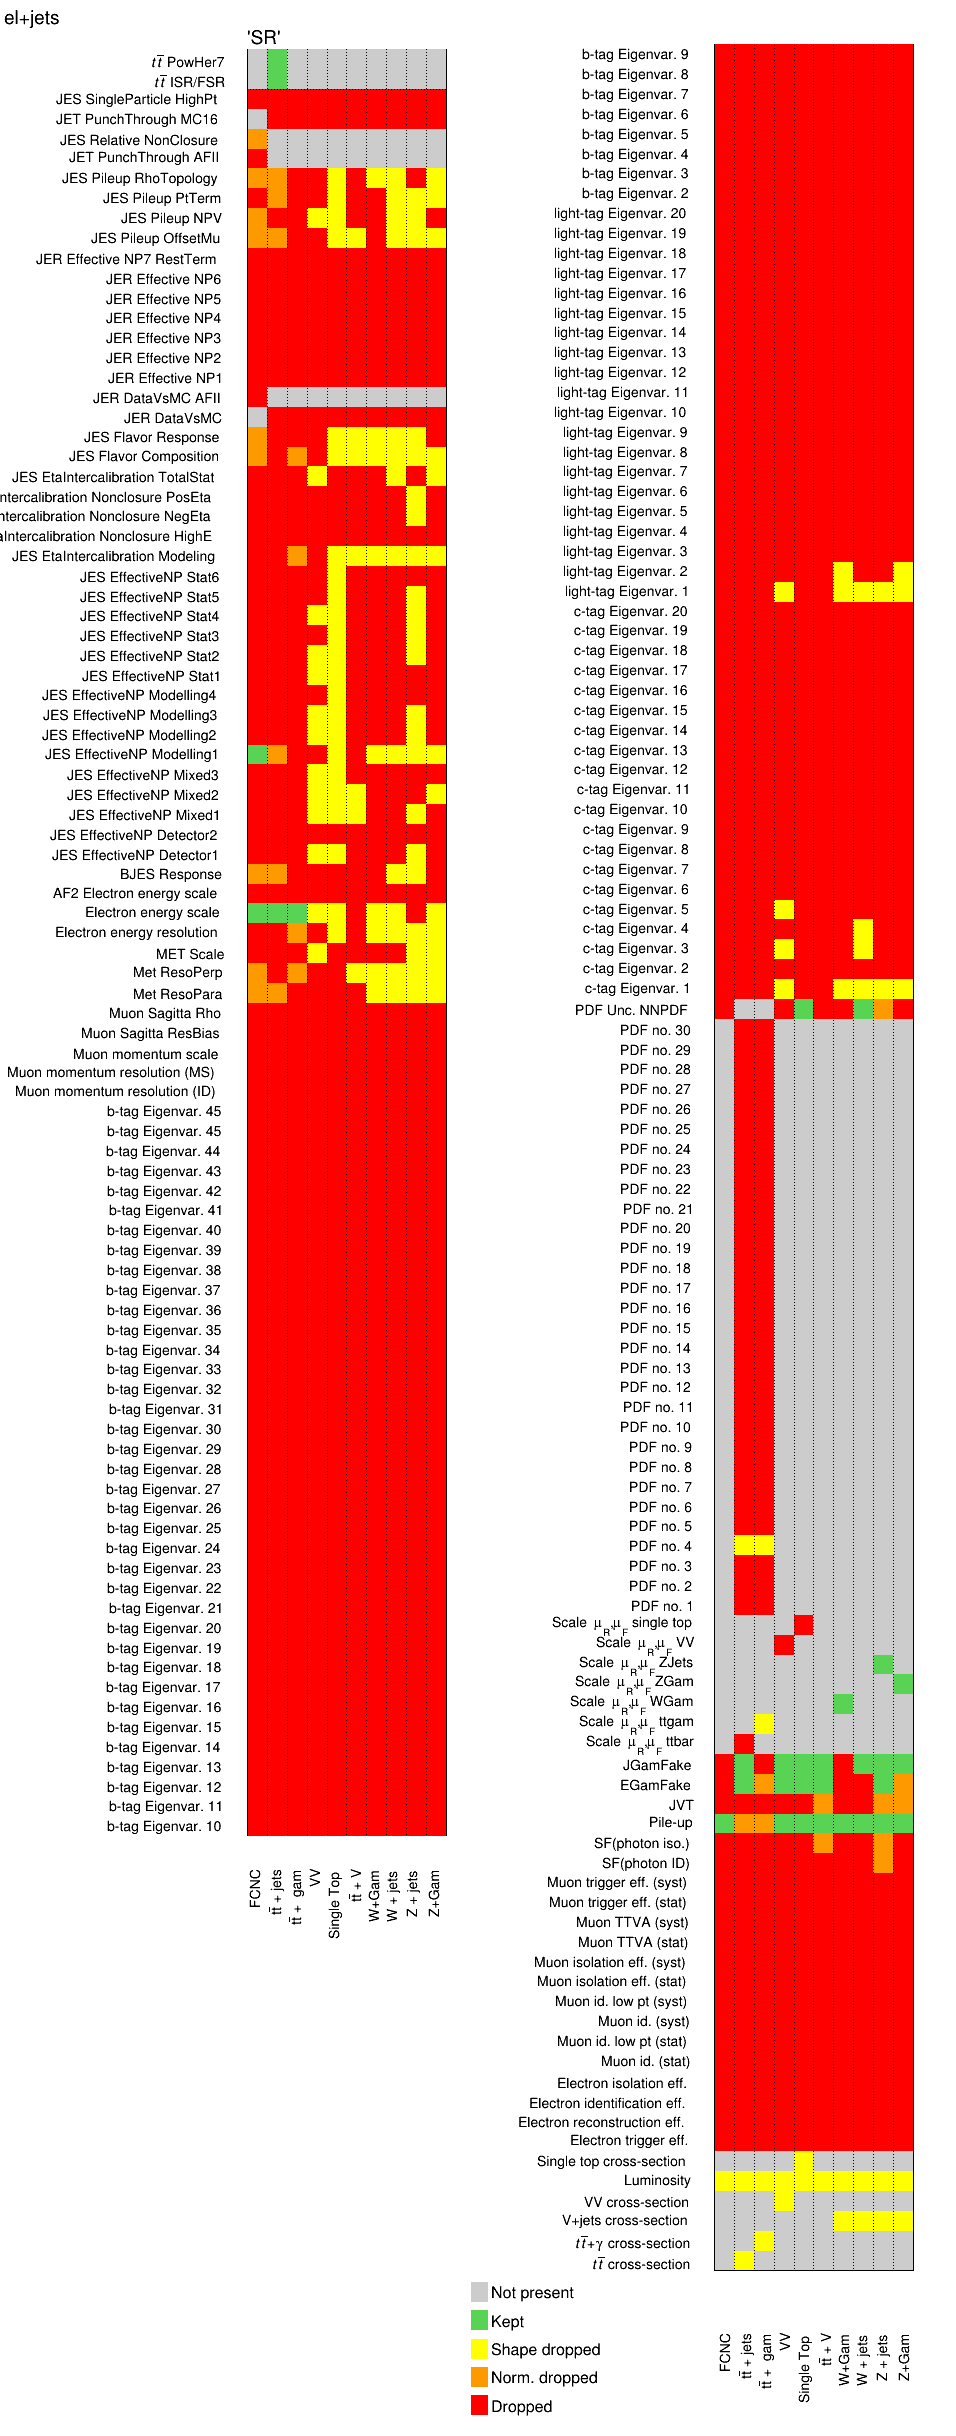 el+jets
'SR'
tt̅ PowHer7
tt̅ ISR/FSR
JES SingleParticle HighPt
JET PunchThrough MC16
JES Relative NonClosure
JET PunchThrough AFII
JES Pileup RhoTopology
JES Pileup PtTerm
JES Pileup NPV
JES Pileup OffsetMu
JER Effective NP7 RestTerm
JER Effective NP6
JER Effective NP5
JER Effective NP4
JER Effective NP3
JER Effective NP2
JER Effective NP1
JER DataVsMC AFII
JER DataVsMC
JES Flavor Response
JES Flavor Composition
JES EtaIntercalibration TotalStat
ntercalibration Nonclosure PosEta
ntercalibration Nonclosure NegEta
aIntercalibration Nonclosure HighE
JES EtaIntercalibration Modeling
JES EffectiveNP Stat6
JES EffectiveNP Stat5
JES EffectiveNP Stat4
JES EffectiveNP Stat3
JES EffectiveNP Stat2
JES EffectiveNP Stat1
JES EffectiveNP Modelling4
JES EffectiveNP Modelling3
JES EffectiveNP Modelling2
JES EffectiveNP Modelling1
JES EffectiveNP Mixed3
JES EffectiveNP Mixed2
JES EffectiveNP Mixed1
JES EffectiveNP Detector2
JES EffectiveNP Detector1
BJES Response
AF2 Electron energy scale
Electron energy scale
Electron energy resolution
MET Scale
Met ResoPerp
Met ResoPara
Muon Sagitta Rho
Muon Sagitta ResBias
Muon momentum scale
Muon momentum resolution (MS)
Muon momentum resolution (ID)
b-tag Eigenvar. 45
b-tag Eigenvar. 45
b-tag Eigenvar. 44
b-tag Eigenvar. 43
b-tag Eigenvar. 42
b-tag Eigenvar. 41
b-tag Eigenvar. 40
b-tag Eigenvar. 39
b-tag Eigenvar. 38
b-tag Eigenvar. 37
b-tag Eigenvar. 36
b-tag Eigenvar. 35
b-tag Eigenvar. 34
b-tag Eigenvar. 33
b-tag Eigenvar. 32
b-tag Eigenvar. 31
b-tag Eigenvar. 30
b-tag Eigenvar. 29
b-tag Eigenvar. 28
b-tag Eigenvar. 27
b-tag Eigenvar. 26
b-tag Eigenvar. 25
b-tag Eigenvar. 24
b-tag Eigenvar. 23
b-tag Eigenvar. 22
b-tag Eigenvar. 21
b-tag Eigenvar. 20
b-tag Eigenvar. 19
b-tag Eigenvar. 18
b-tag Eigenvar. 17
b-tag Eigenvar. 16
b-tag Eigenvar. 15
b-tag Eigenvar. 14
b-tag Eigenvar. 13
b-tag Eigenvar. 12
b-tag Eigenvar. 11
b-tag Eigenvar. 10
FCNC
tt̅ + jets
tt̅ + gam
VV
Single Top
tt̅ + V
W+Gam
W + jets
Z + jets
Z+Gam
b-tag Eigenvar. 9
b-tag Eigenvar. 8
b-tag Eigenvar. 7
b-tag Eigenvar. 6
b-tag Eigenvar. 5
b-tag Eigenvar. 4
b-tag Eigenvar. 3
b-tag Eigenvar. 2
light-tag Eigenvar. 20
light-tag Eigenvar. 19
light-tag Eigenvar. 18
light-tag Eigenvar. 17
light-tag Eigenvar. 16
light-tag Eigenvar. 15
light-tag Eigenvar. 14
light-tag Eigenvar. 13
light-tag Eigenvar. 12
light-tag Eigenvar. 11
light-tag Eigenvar. 10
light-tag Eigenvar. 9
light-tag Eigenvar. 8
light-tag Eigenvar. 7
light-tag Eigenvar. 6
light-tag Eigenvar. 5
light-tag Eigenvar. 4
light-tag Eigenvar. 3
light-tag Eigenvar. 2
light-tag Eigenvar. 1
c-tag Eigenvar. 20
c-tag Eigenvar. 19
c-tag Eigenvar. 18
c-tag Eigenvar. 17
c-tag Eigenvar. 16
c-tag Eigenvar. 15
c-tag Eigenvar. 14
c-tag Eigenvar. 13
c-tag Eigenvar. 12
c-tag Eigenvar. 11
c-tag Eigenvar. 10
c-tag Eigenvar. 9
c-tag Eigenvar. 8
c-tag Eigenvar. 7
c-tag Eigenvar. 6
c-tag Eigenvar. 5
c-tag Eigenvar. 4
c-tag Eigenvar. 3
c-tag Eigenvar. 2
c-tag Eigenvar. 1
PDF Unc. NNPDF
PDF no. 30
PDF no. 29
PDF no. 28
PDF no. 27
PDF no. 26
PDF no. 25
PDF no. 24
PDF no. 23
PDF no. 22
PDF no. 21
PDF no. 20
PDF no. 19
PDF no. 18
PDF no. 17
PDF no. 16
PDF no. 15
PDF no. 14
PDF no. 13
PDF no. 12
PDF no. 11
PDF no. 10
PDF no. 9
PDF no. 8
PDF no. 7
PDF no. 6
PDF no. 5
PDF no. 4
PDF no. 3
PDF no. 2
PDF no. 1
Scale μR,μF single top
Scale μR,μF VV
Scale μR,μF ZJets
Scale μR,μF ZGam
Scale μR,μF WGam
Scale μR,μF ttgam
Scale μR,μF ttbar
JGamFake
EGamFake
JVT
Pile-up
SF(photon iso.)
SF(photon ID)
Muon trigger eff. (syst)
Muon trigger eff. (stat)
Muon TTVA (syst)
Muon TTVA (stat)
Muon isolation eff. (syst)
Muon isolation eff. (stat)
Muon id. low pt (syst)
Muon id. (syst)
Muon id. low pt (stat)
Muon id. (stat)
Electron isolation eff.
Electron identification eff.
Electron reconstruction eff.
Electron trigger eff.
Single top cross-section
Luminosity
VV cross-section
V+jets cross-section
tt̅+γ cross-section
tt̅ cross-section
Not present
Kept
Shape dropped
Norm. dropped
Dropped
FCNC
tt̅ + jets
tt̅ + gam
VV
Single Top
tt̅ + V
W+Gam
W + jets
Z + jets
Z+Gam